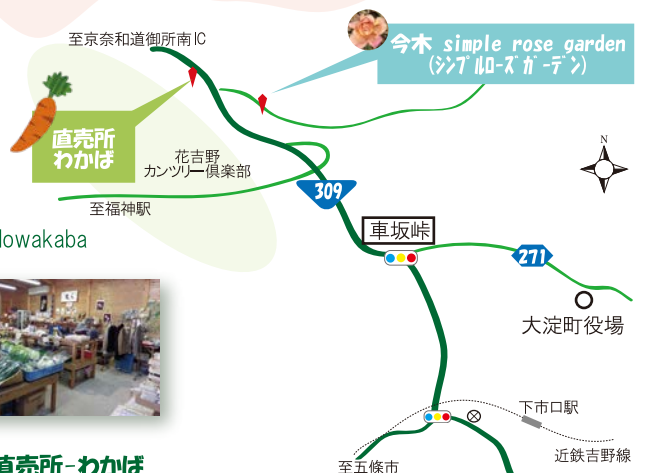 至京奈和道御所南IC
今木 simple rose garden
(ｼﾝﾌﾟﾙﾛｰｽﾞｶﾞｰﾃﾞﾝ)
直売所
わかば
花吉野
カンツリー倶楽部
309
至福神駅
車坂峠
lowakaba
271
大淀町役場
下市口駅
近鉄吉野線
至五條市
直売所-わかば